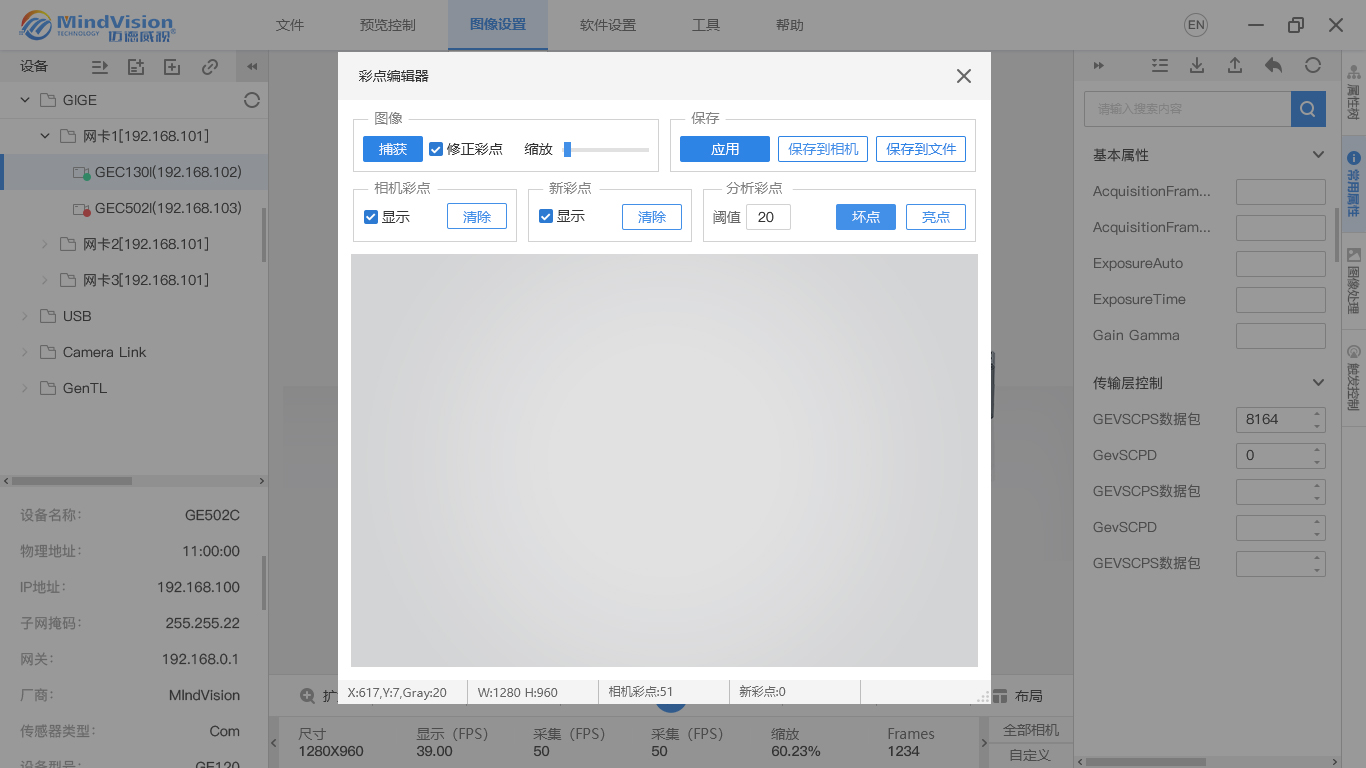 MindVision
TECHNOLOGY 迈德威视
文件 预览控制 图像设置 软件设置 工具 帮助 EN
设备
GIGE
网卡1[192.168.101]
GEC130I(192.168.102)
GEC502I(192.168.103)
网卡2[192.168.101]
网卡3[192.168.101]
USB
Camera Link
GenTL
设备名称: GE502C
物理地址: 11:00:00
IP地址: 192.168.100
子网掩码: 255.255.22
网关: 192.168.0.1
厂商: MIndVision
传感器类型: Com
设备型号: GE120
彩点编辑器
图像
捕获 修正彩点 缩放
保存
应用 保存到相机 保存到文件
相机彩点
显示 清除
新彩点
显示 清除
分析彩点
阈值 20 坏点 亮点
X:617,Y:7,Gray:20 W:1280 H:960 相机彩点:51 新彩点:0
布局
尺寸 显示（FPS） 采集（FPS） 采集（FPS） 缩放 Frames
1280X960 39.00 50 50 60.23% 1234
全部相机
自定义
请输入搜索内容
基本属性
AcquisitionFram...
AcquisitionFram...
ExposureAuto
ExposureTime
Gain Gamma
传输层控制
GEVSCPS数据包 8164
GevSCPD 0
GEVSCPS数据包
GevSCPD
GEVSCPS数据包
属性树
常用属性
图像处理
触发控制